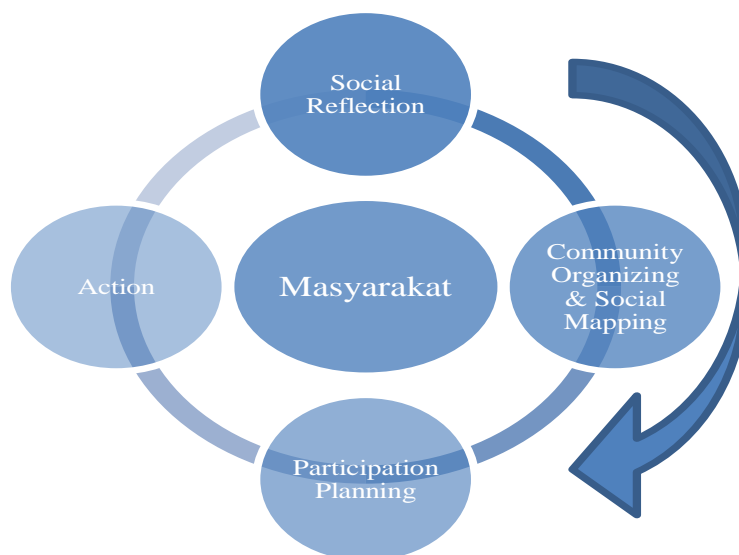 Social
Reflection
Community
Organizing
& Social
Mapping
Masyarakat
Action
Participation
Planning